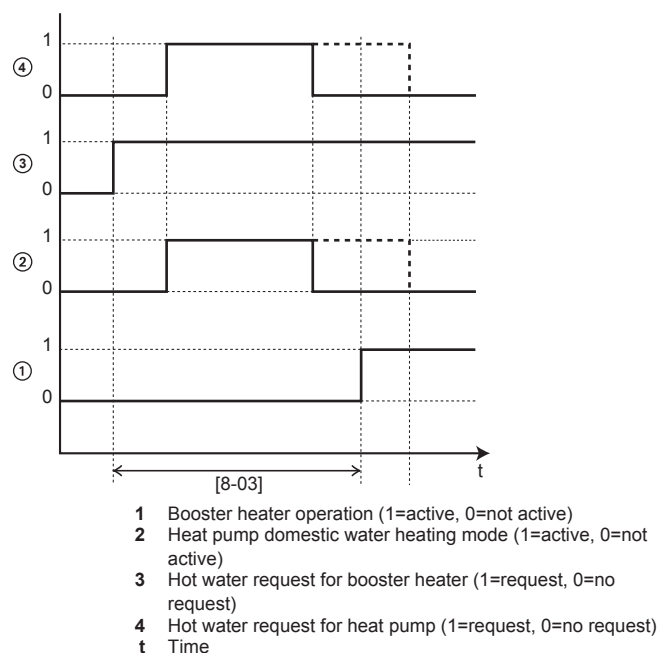 1
④
0
1
③
0
1
②
0
1
①
0
t
[8-03]
1 Booster heater operation (1=active, 0=not active)
2 Heat pump domestic water heating mode (1=active, 0=not
active)
3 Hot water request for booster heater (1=request, 0=no
request)
4 Hot water request for heat pump (1=request, 0=no request)
t Time